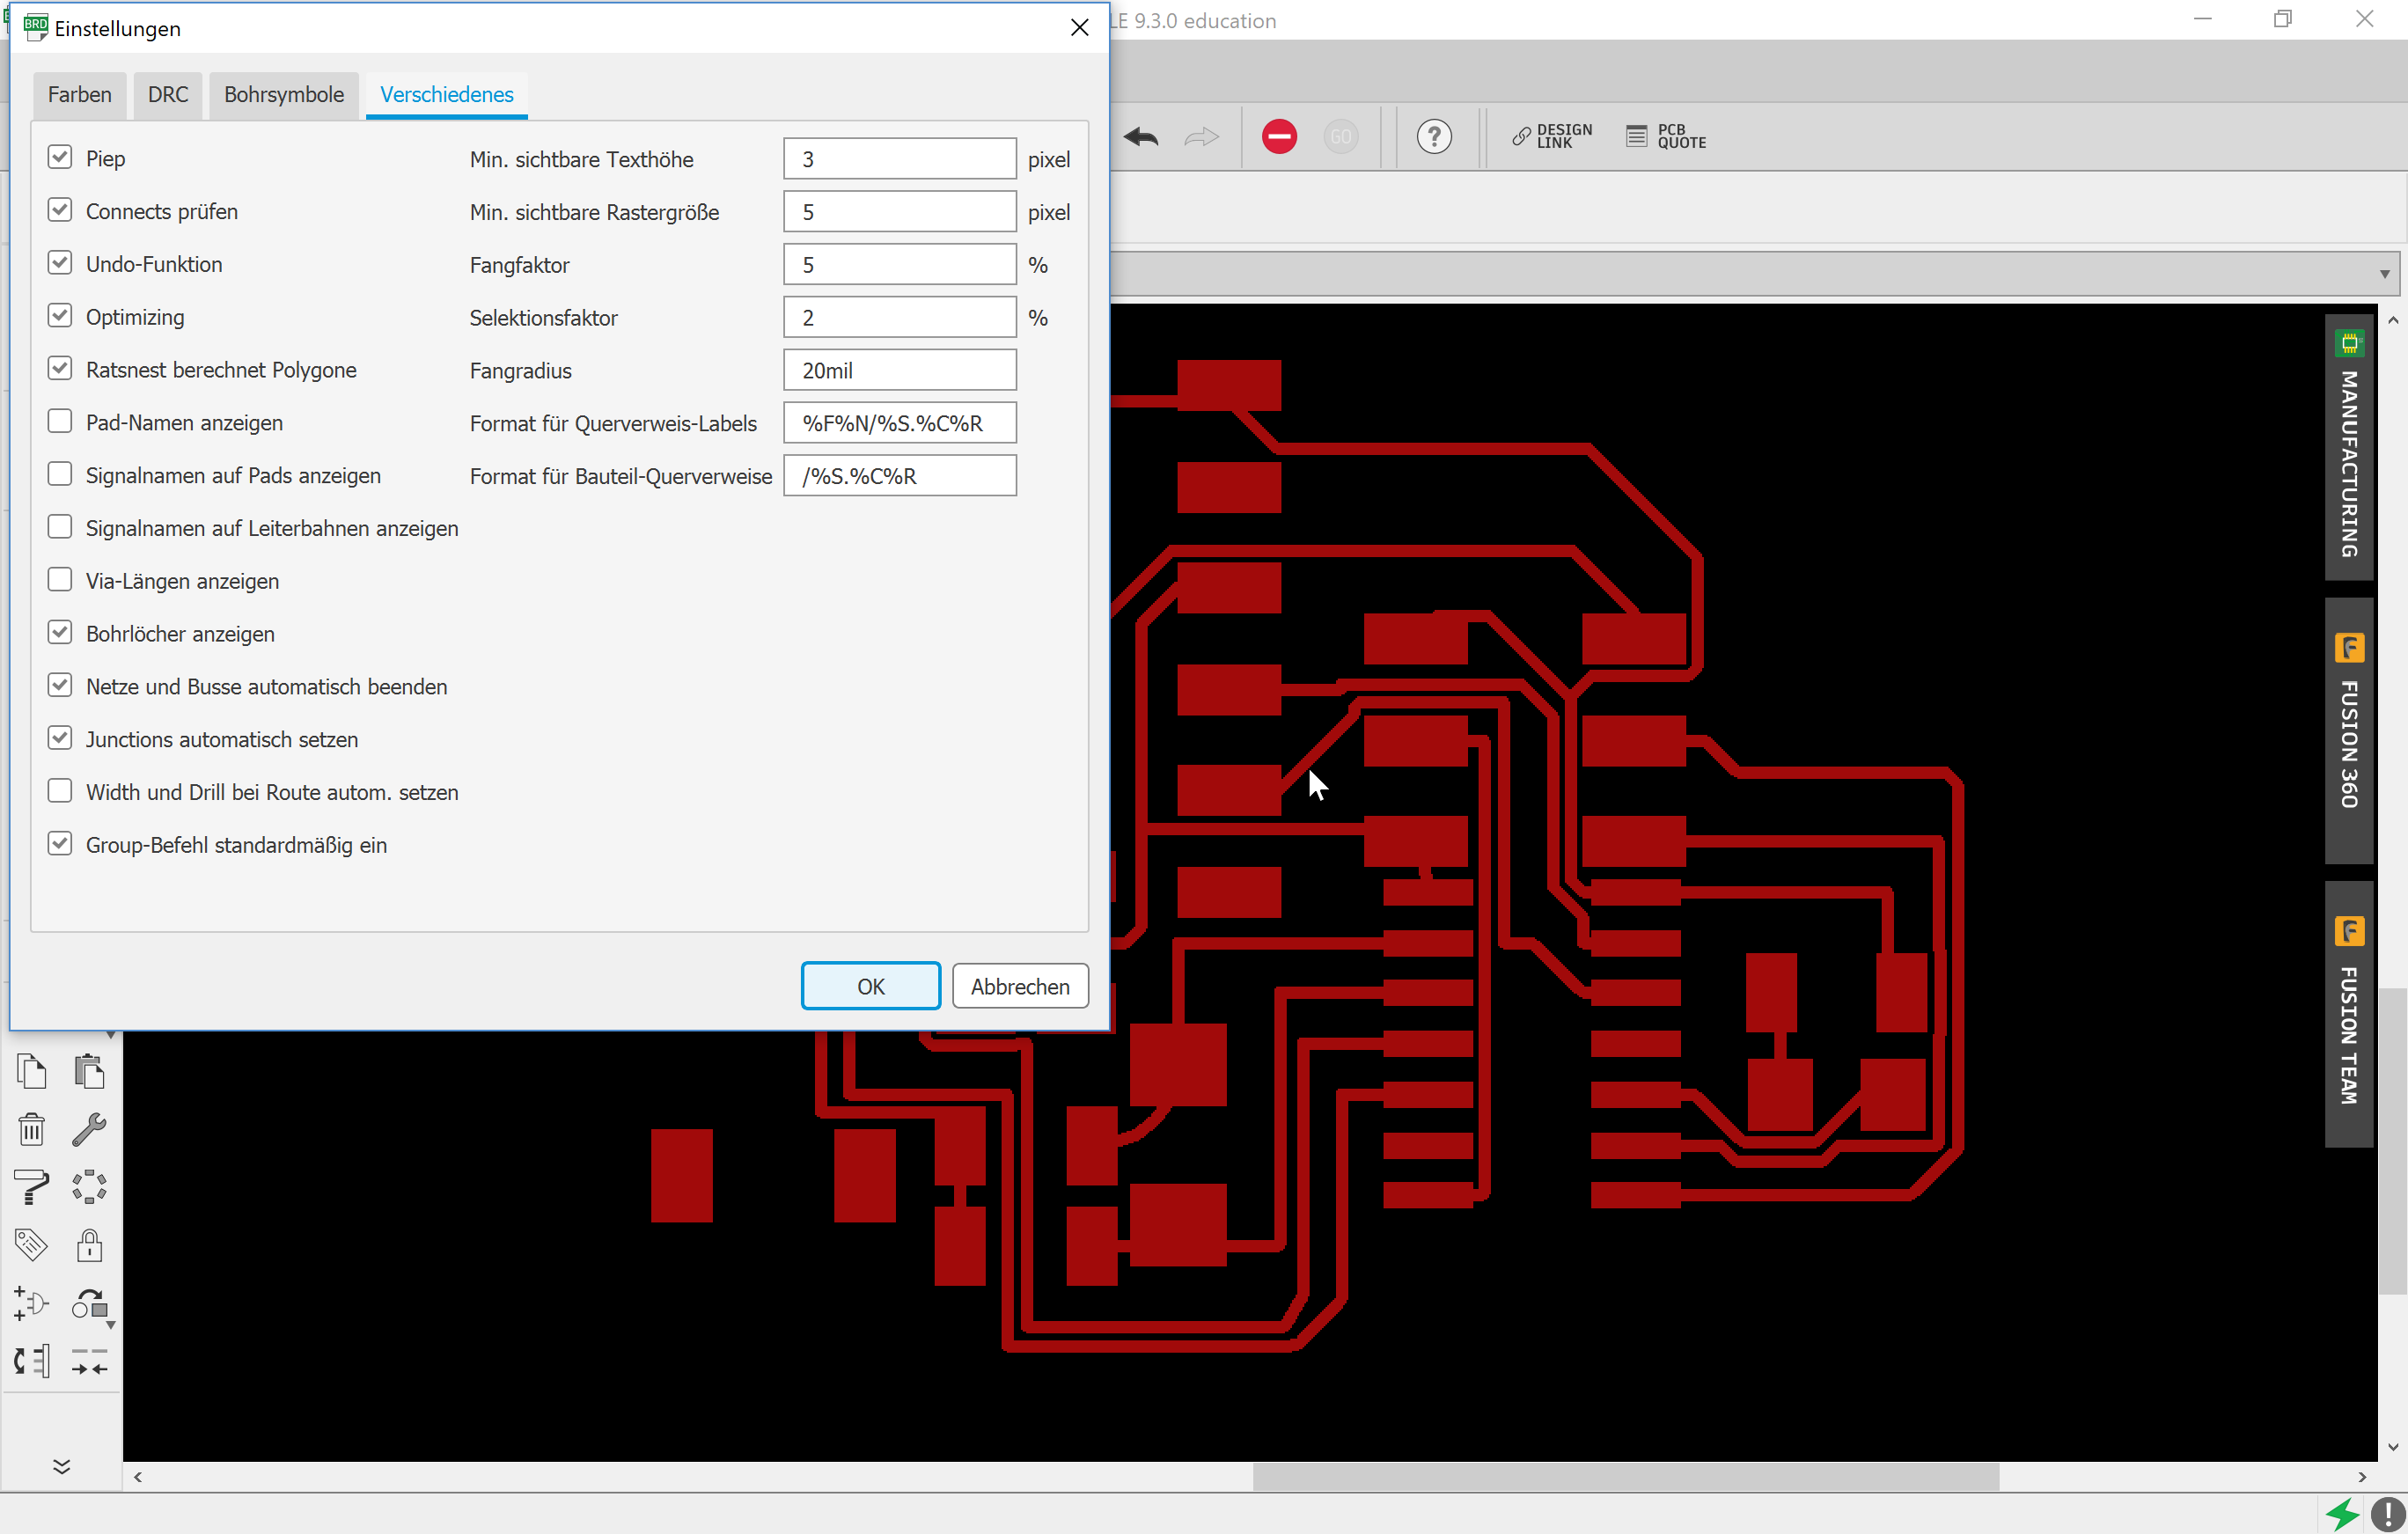 BRD Einstellungen
LE 9.3.0 education
Farben DRC Bohrsymbole Verschiedenes
GO ? DESIGN LINK PCB QUOTE
Piep Min. sichtbare Texthöhe 3 pixel
Connects prüfen Min. sichtbare Rastergröße 5 pixel
Undo-Funktion Fangfaktor 5 %
Optimizing Selektionsfaktor 2 %
Ratsnest berechnet Polygone Fangradius 20mil
Pad-Namen anzeigen Format für Querverweis-Labels %F%N/%S.%C%R
Signalnamen auf Pads anzeigen Format für Bauteil-Querverweise /%S.%C%R
Signalnamen auf Leiterbahnen anzeigen
Via-Längen anzeigen
Bohrlöcher anzeigen
Netze und Busse automatisch beenden
Junctions automatisch setzen
Width und Drill bei Route autom. setzen
Group-Befehl standardmäßig ein
OK Abbrechen
MANUFACTURING
F FUSION 360
F FUSION TEAM